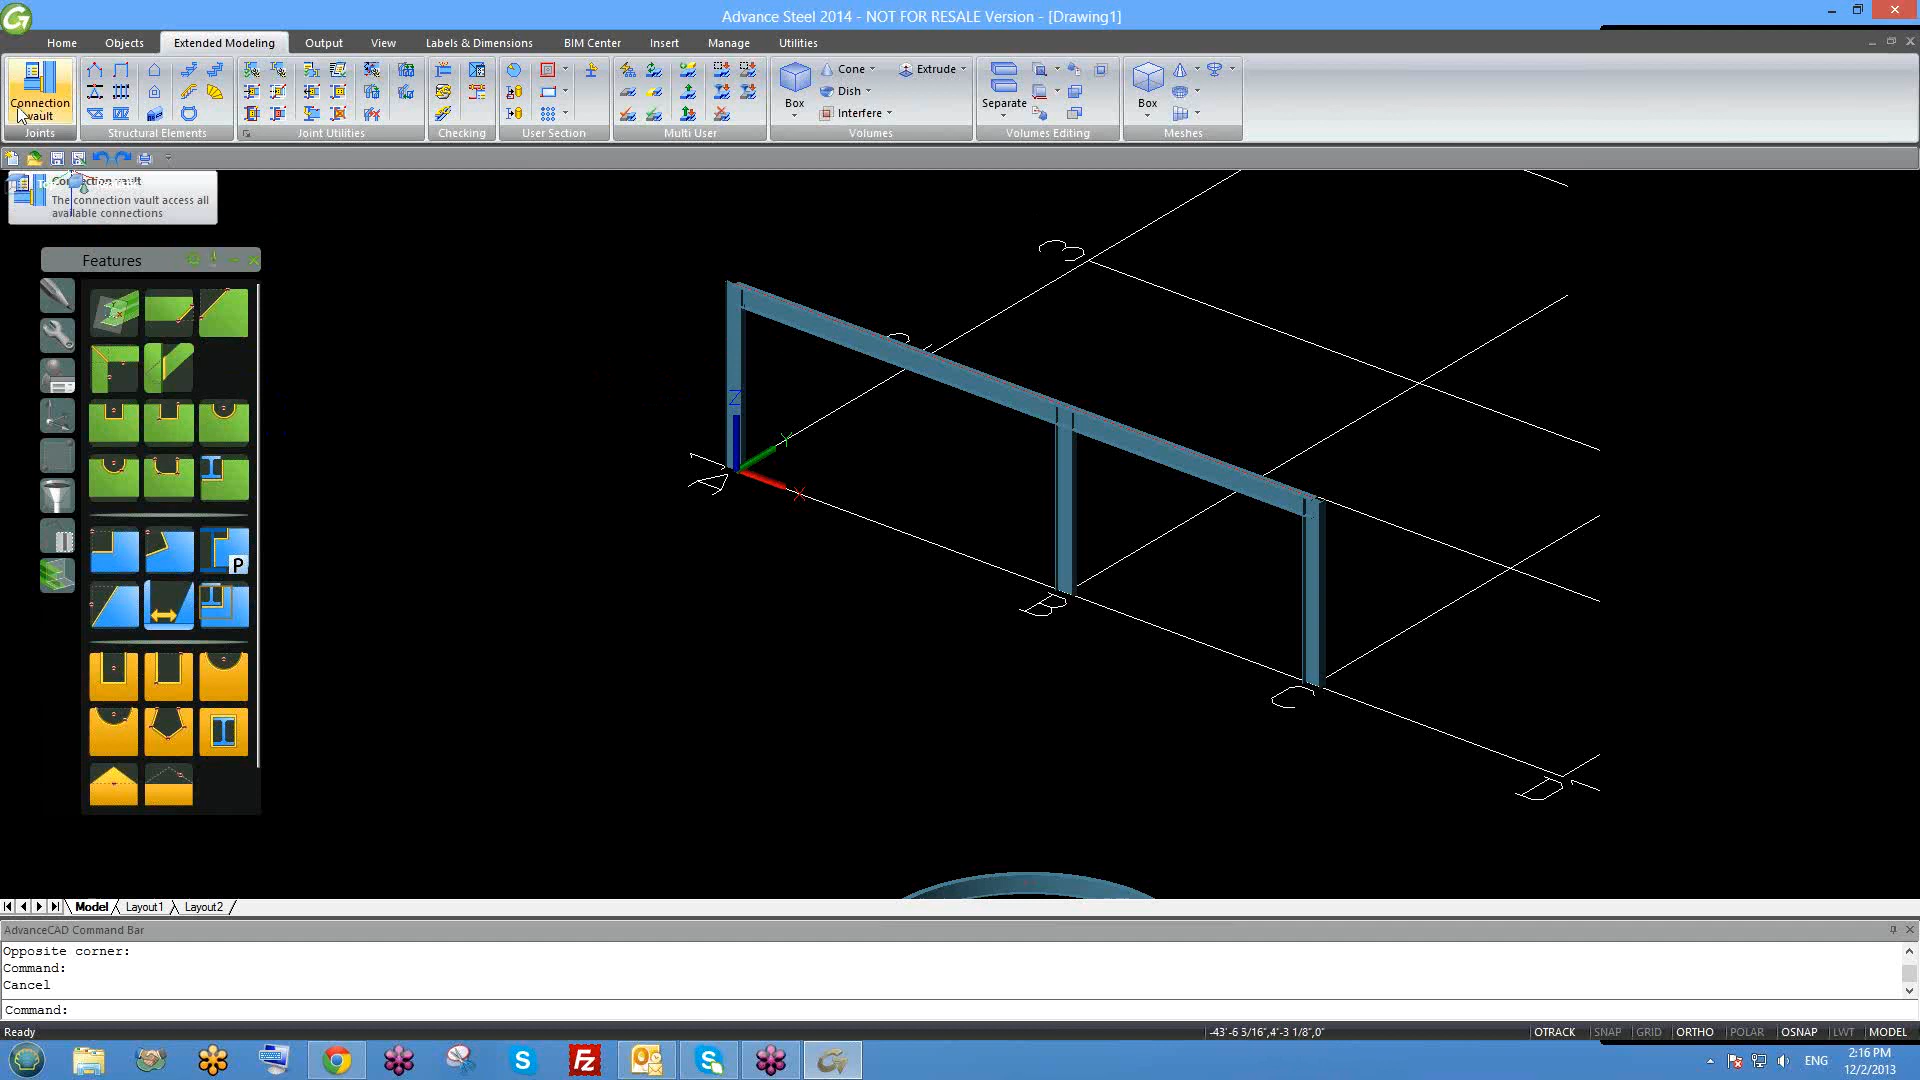 Advance Steel 2014 - NOT FOR RESALE Version - [Drawing1]
Home Objects Extended Modeling Output View Labels & Dimensions BIM Center Insert Manage Utilities
Connection vault
Joints
Structural Elements
Joint Utilities
Checking
User Section
Multi User
Box
Cone
Dish
Interfere
Extrude
Volumes
Separate
Volumes Editing
Box
Meshes
Connection vault
The connection vault access all
available connections
Features
P
3
Z
Y
X
A
B
C
D
1
Model Layout1 Layout2
AdvanceCAD Command Bar
Opposite corner:
Command:
Cancel
Command:
Ready
-43'-6 5/16",4'-3 1/8",0"
OTRACK SNAP GRID ORTHO POLAR OSNAP LWT MODEL
ENG
2:16 PM
12/2/2013